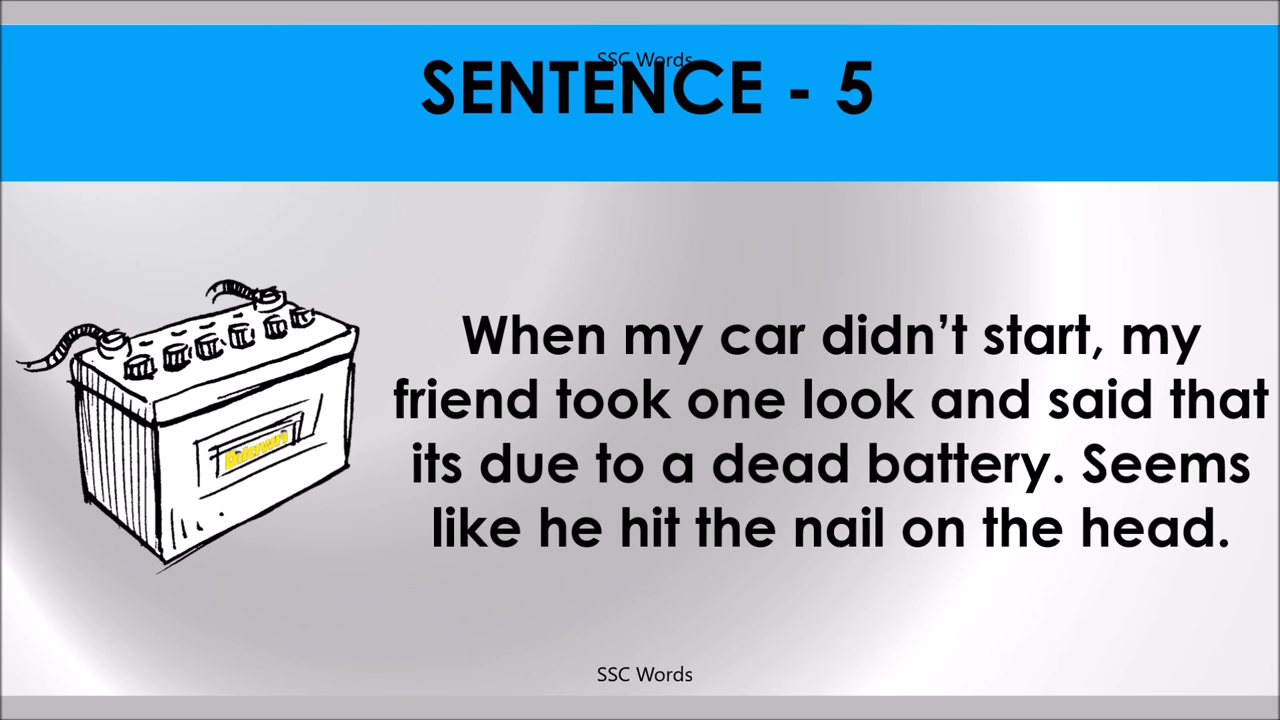 SSC Words
SENTENCE - 5
When my car didn’t start, my
friend took one look and said that
its due to a dead battery. Seems
like he hit the nail on the head.
SSC Words